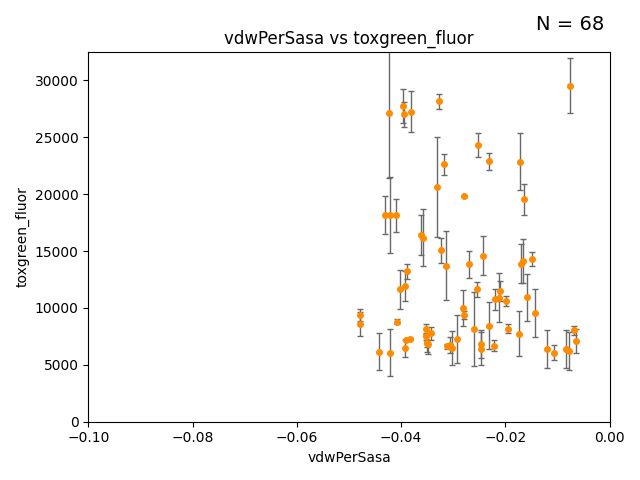 N = 68
vdwPerSasa vs toxgreen_fluor
30000
25000
20000
15000
10000
5000
0
toxgreen_fluor
−0.10 −0.08 −0.06 −0.04 −0.02 0.00
vdwPerSasa